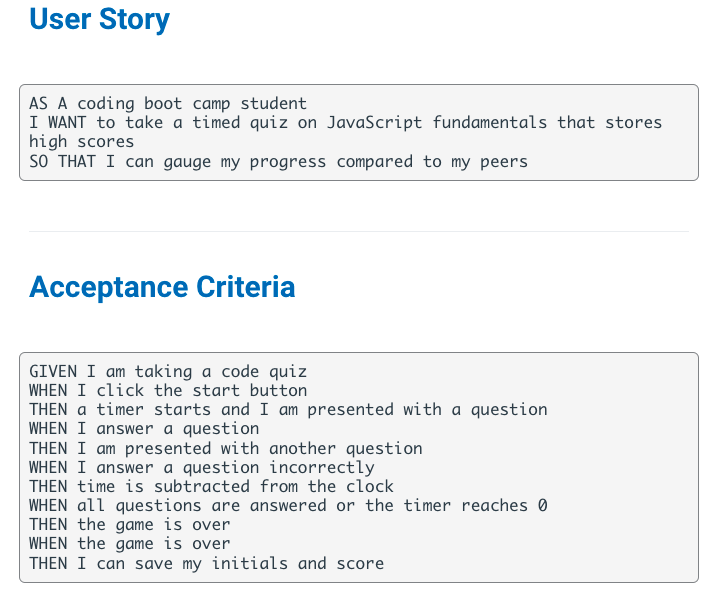 User Story
AS A coding boot camp student
I WANT to take a timed quiz on JavaScript fundamentals that stores
high scores
SO THAT I can gauge my progress compared to my peers
Acceptance Criteria
GIVEN I am taking a code quiz
WHEN I click the start button
THEN a timer starts and I am presented with a question
WHEN I answer a question
THEN I am presented with another question
WHEN I answer a question incorrectly
THEN time is subtracted from the clock
WHEN all questions are answered or the timer reaches 0
THEN the game is over
WHEN the game is over
THEN I can save my initials and score